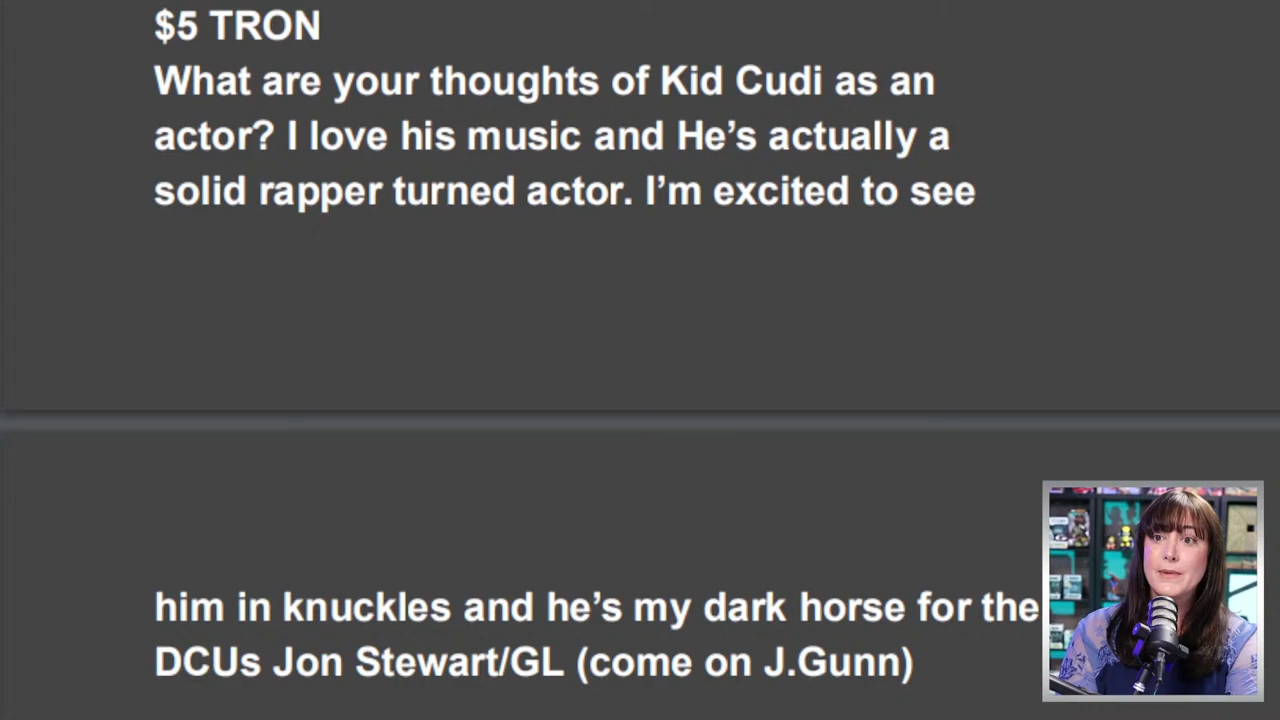 $5 TRON
What are your thoughts of Kid Cudi as an
actor? I love his music and He’s actually a
solid rapper turned actor. I’m excited to see
him in knuckles and he’s my dark horse for the
DCUs Jon Stewart/GL (come on J.Gunn)